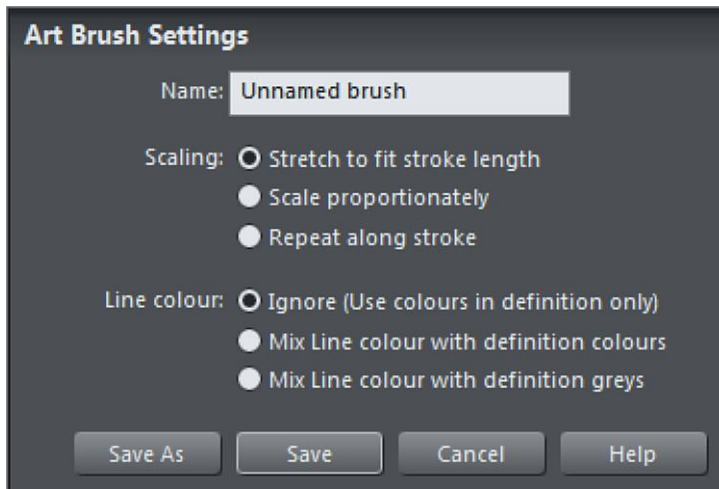 Art Brush Settings
Name: Unnamed brush
Scaling: Stretch to fit stroke length
Scale proportionately
Repeat along stroke
Line colour: Ignore (Use colours in definition only)
Mix Line colour with definition colours
Mix Line colour with definition greys
Save As Save Cancel Help